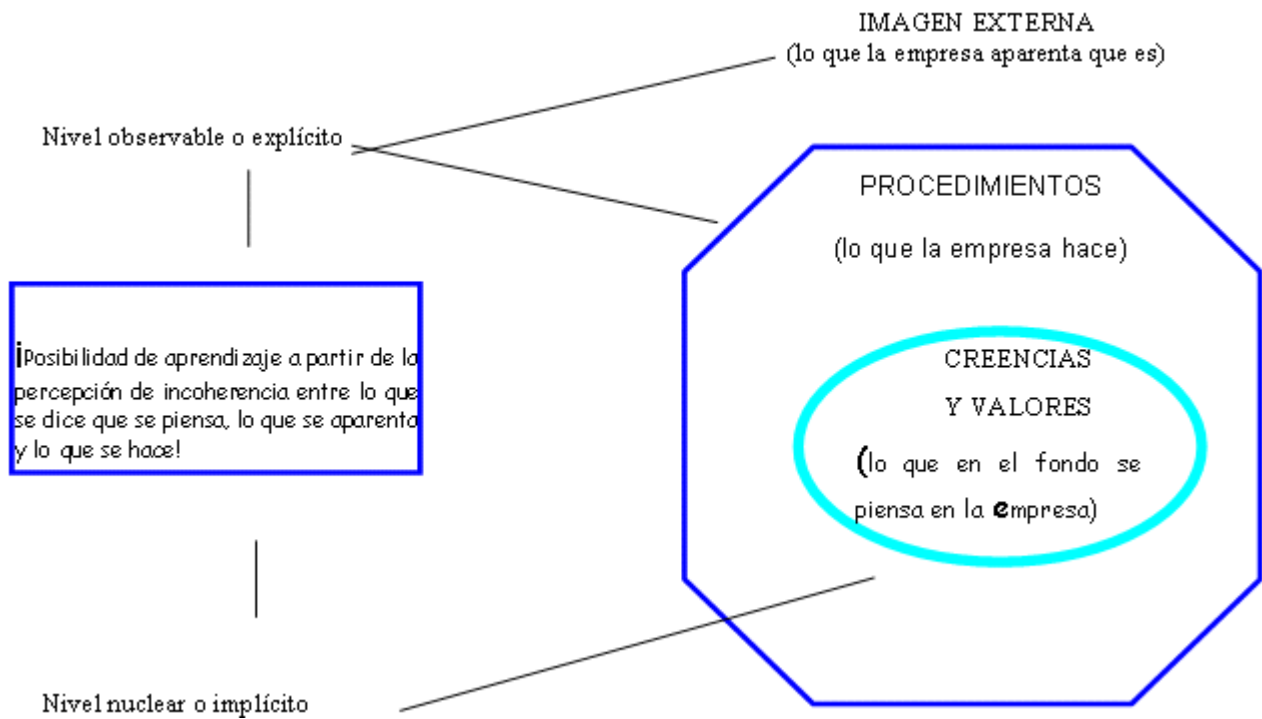 IMAGEN EXTERNA
(lo que la empresa aparenta que es)
Nivel observable o explícito
PROCEDIMIENTOS
(lo que la empresa hace)
¡Posibilidad de aprendizaje a partir de la
percepción de incoherencia entre lo que
se dice que se piensa, lo que se aparenta
y lo que se hace!
CREENCIAS
Y VALORES
(lo que en el fondo se
piensa en la empresa)
Nivel nuclear o implícito